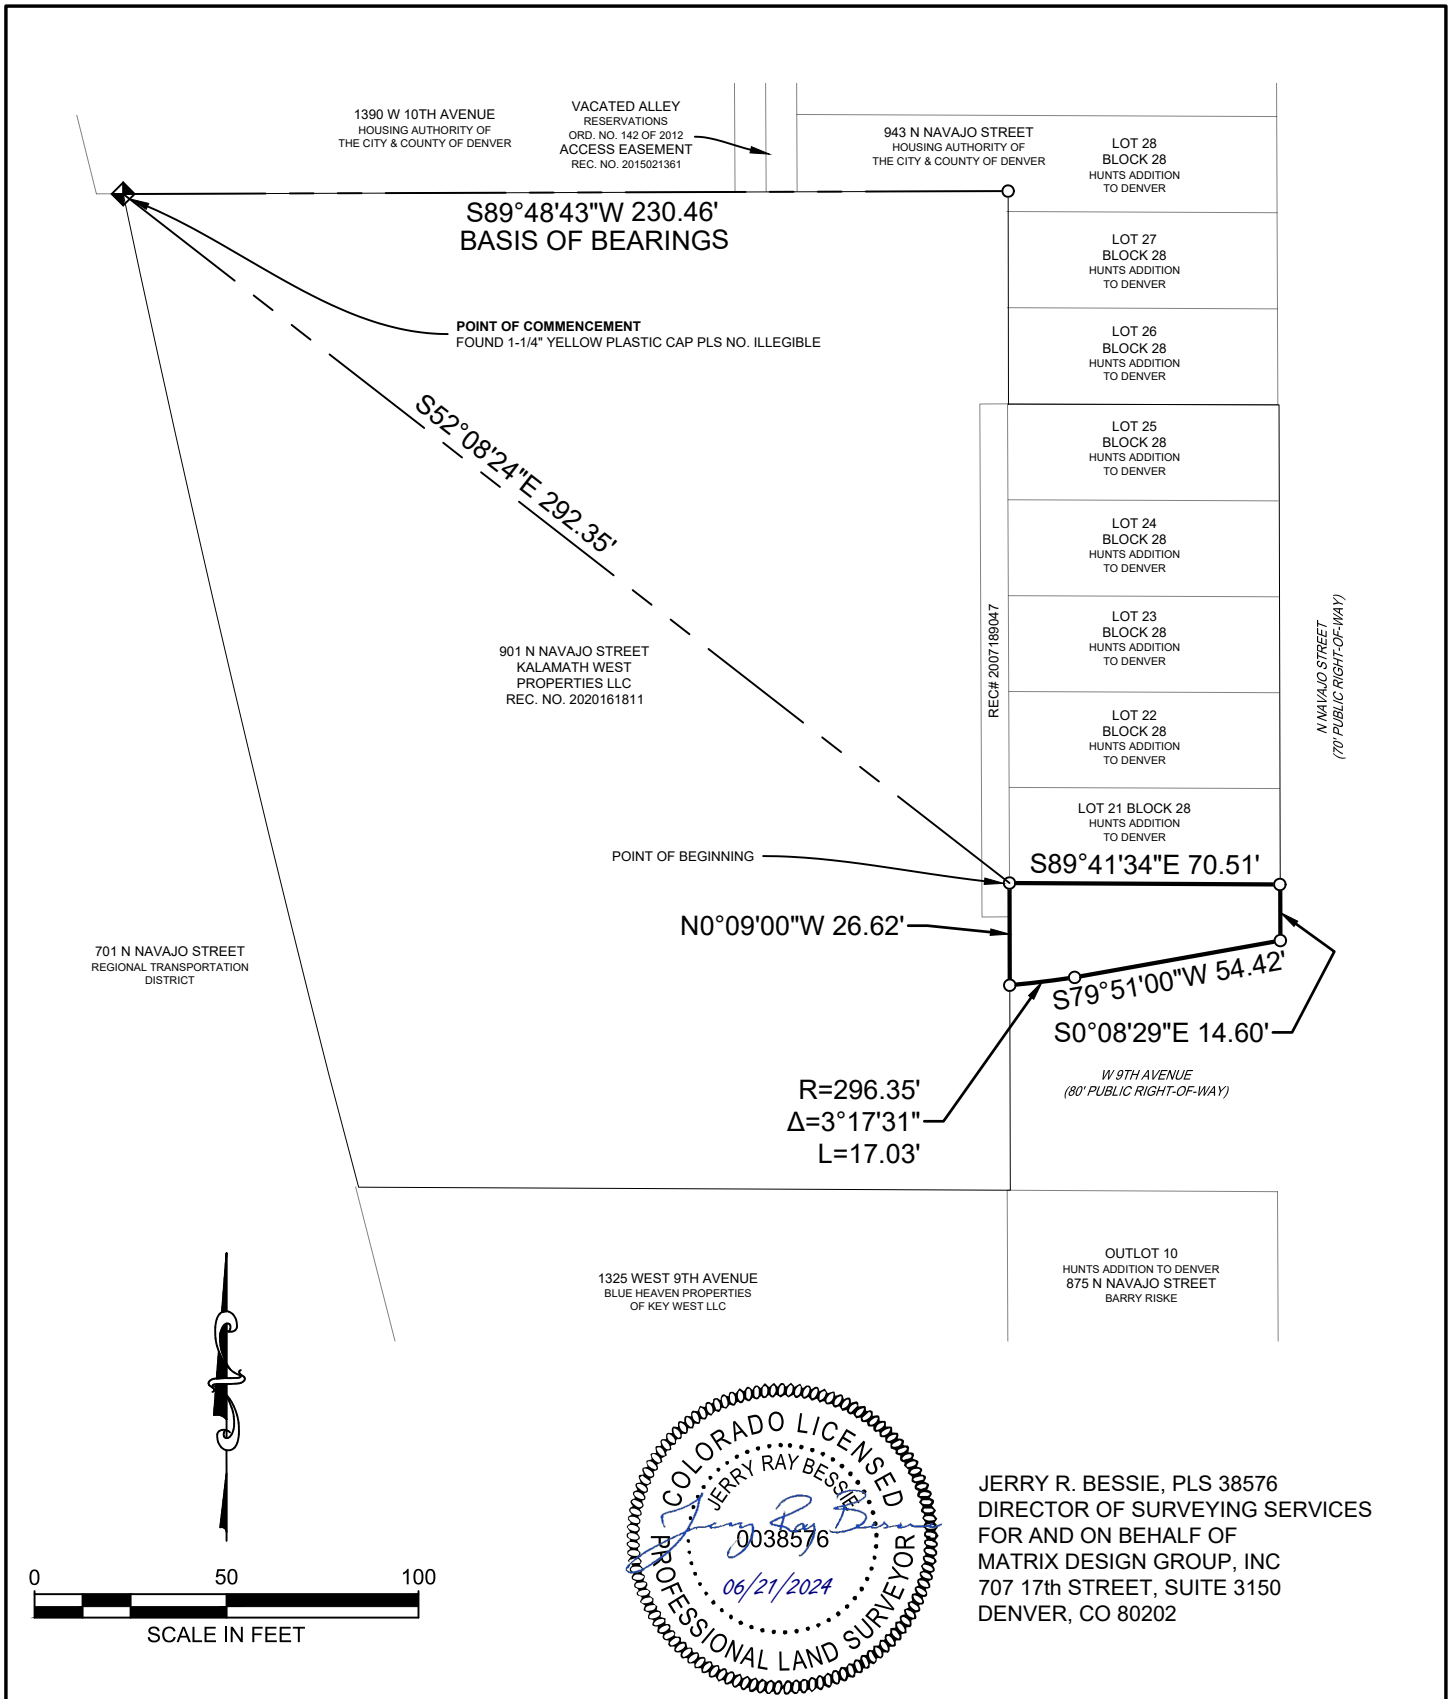 1390 W 10TH AVENUE
HOUSING AUTHORITY OF
THE CITY & COUNTY OF DENVER
VACATED ALLEY
RESERVATIONS
ORD. NO. 142 OF 2012
ACCESS EASEMENT
REC. NO. 2015021361
943 N NAVAJO STREET
HOUSING AUTHORITY OF
THE CITY & COUNTY OF DENVER
LOT 28
BLOCK 28
HUNTS ADDITION
TO DENVER
S89°48'43"W 230.46'
BASIS OF BEARINGS
LOT 27
BLOCK 28
HUNTS ADDITION
TO DENVER
POINT OF COMMENCEMENT
FOUND 1-1/4" YELLOW PLASTIC CAP PLS NO. ILLEGIBLE
LOT 26
BLOCK 28
HUNTS ADDITION
TO DENVER
S52°08'24"E 292.35'
LOT 25
BLOCK 28
HUNTS ADDITION
TO DENVER
LOT 24
BLOCK 28
HUNTS ADDITION
TO DENVER
901 N NAVAJO STREET
KALAMATH WEST
PROPERTIES LLC
REC. NO. 2020161811
REC# 2007189047
LOT 23
BLOCK 28
HUNTS ADDITION
TO DENVER
N NAVAJO STREET
(70' PUBLIC RIGHT-OF-WAY)
LOT 22
BLOCK 28
HUNTS ADDITION
TO DENVER
LOT 21 BLOCK 28
HUNTS ADDITION
TO DENVER
POINT OF BEGINNING
S89°41'34"E 70.51'
N0°09'00"W 26.62'
701 N NAVAJO STREET
REGIONAL TRANSPORTATION
DISTRICT
S79°51'00"W 54.42'
S0°08'29"E 14.60'
W 9TH AVENUE
(80' PUBLIC RIGHT-OF-WAY)
R=296.35'
Δ=3°17'31"
L=17.03'
1325 WEST 9TH AVENUE
BLUE HEAVEN PROPERTIES
OF KEY WEST LLC
OUTLOT 10
HUNTS ADDITION TO DENVER
875 N NAVAJO STREET
BARRY RISKE
0 50 100
SCALE IN FEET
COLORADO LICENSED
JERRY RAY BESSIE
Jerry Ray Bessie
0038576
06/21/2024
PROFESSIONAL LAND SURVEYOR
JERRY R. BESSIE, PLS 38576
DIRECTOR OF SURVEYING SERVICES
FOR AND ON BEHALF OF
MATRIX DESIGN GROUP, INC
707 17th STREET, SUITE 3150
DENVER, CO 80202